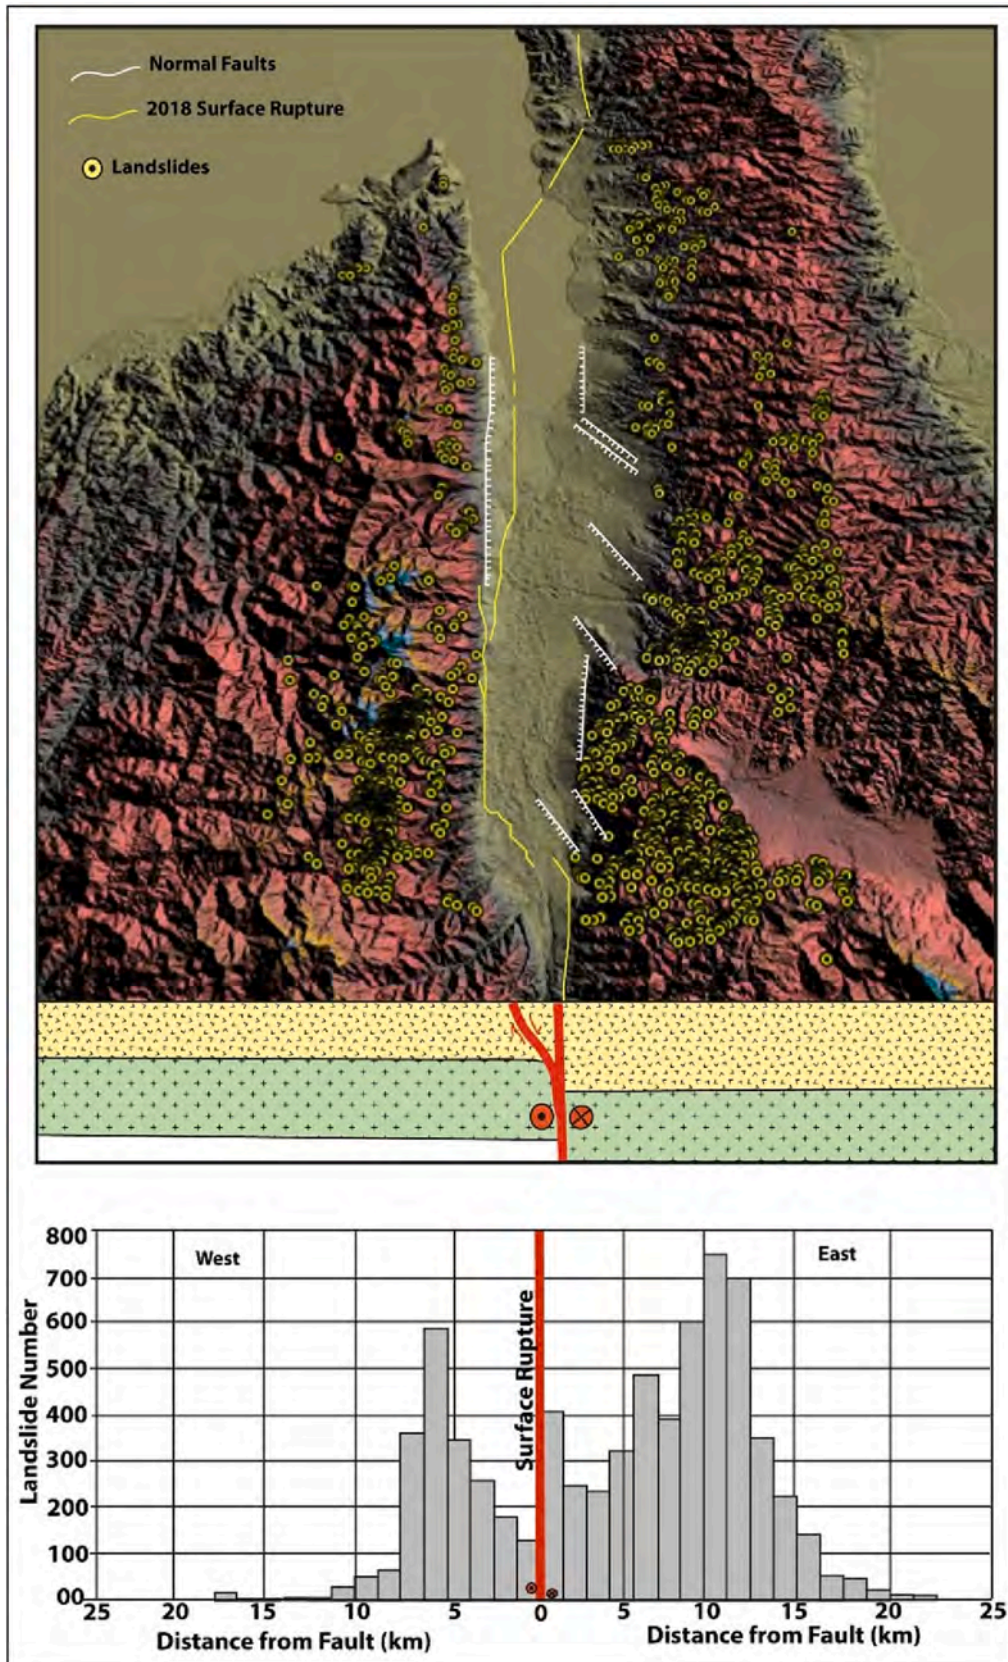 Normal Faults
2018 Surface Rupture
Landslides
800
700
600
500
400
300
200
100
00
Landslide Number
West
East
Surface Rupture
25 20 15 10 5 0 5 10 15 20 25
Distance from Fault (km)
Distance from Fault (km)